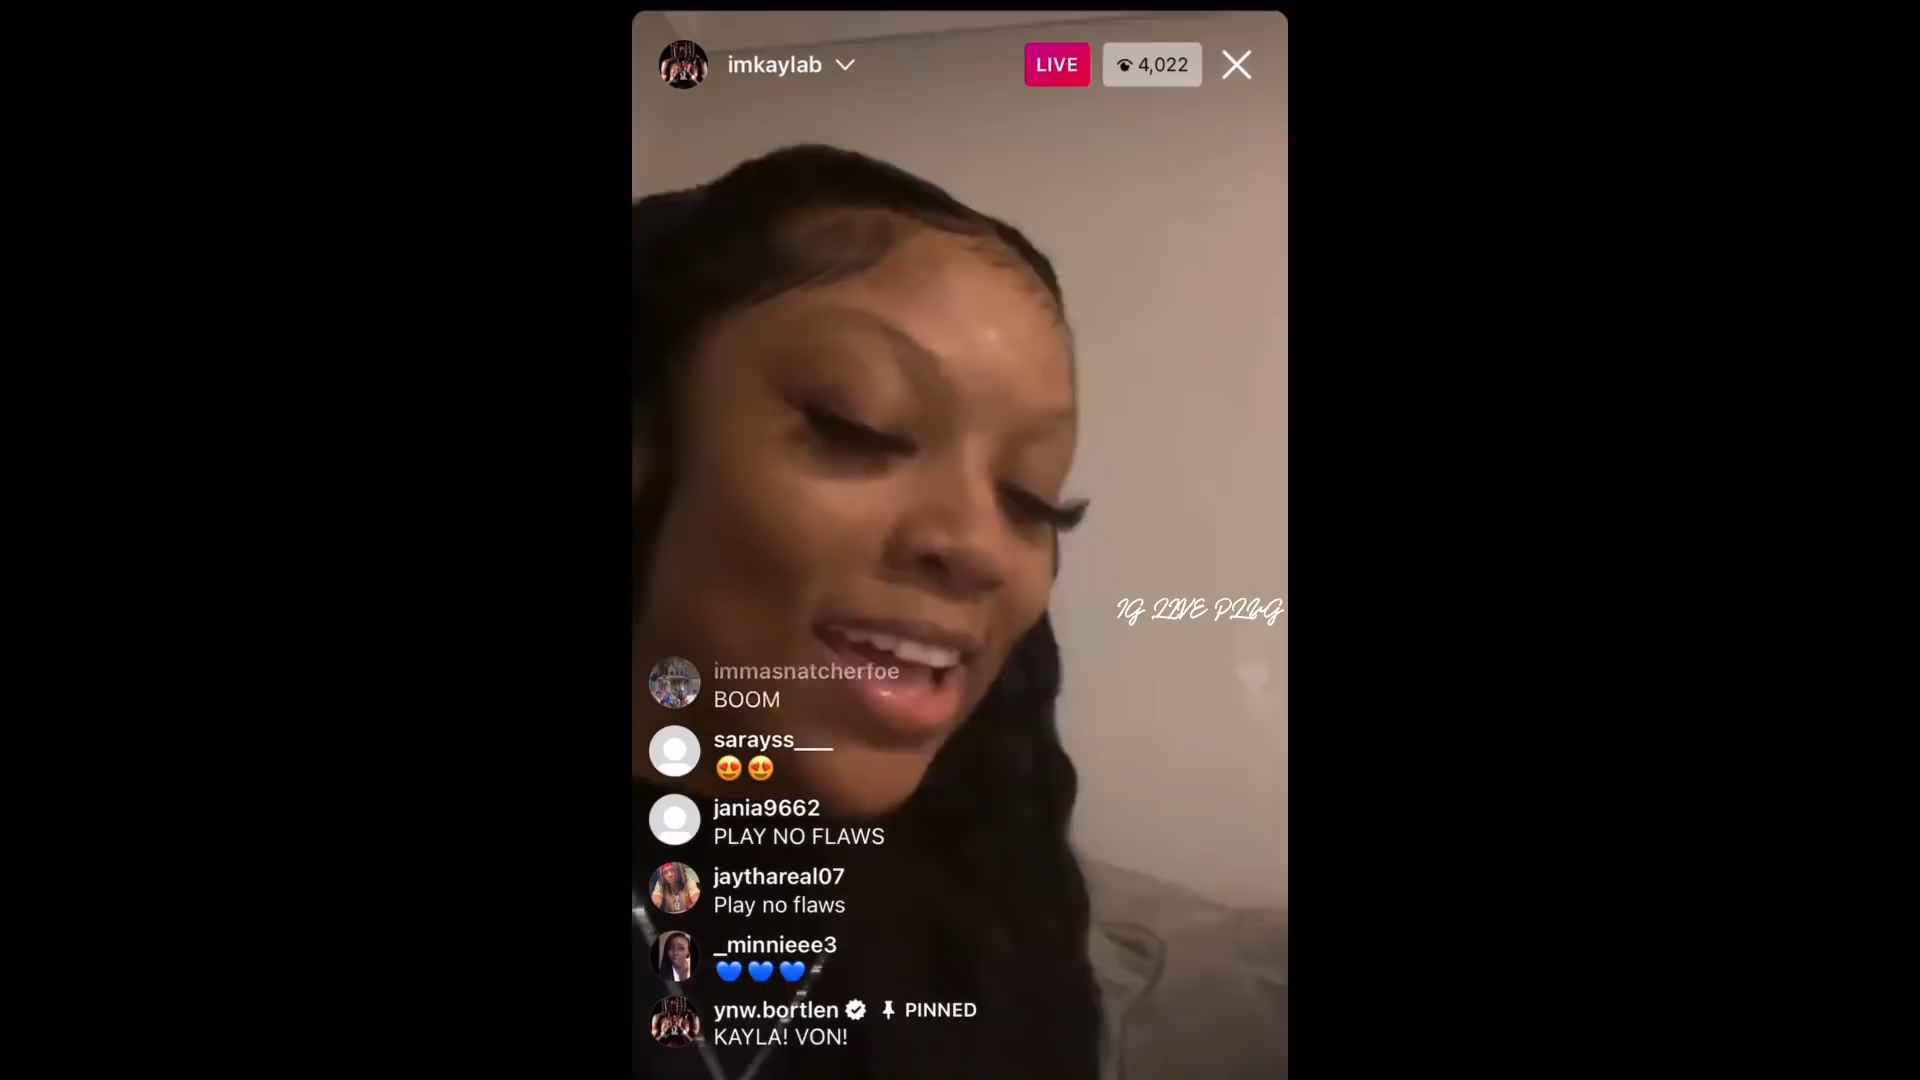 imkaylab
LIVE
4,022
IG LIVE PLUG
immasnatcherfoe
BOOM
sarayss____
😍😍
jania9662
PLAY NO FLAWS
jaythareal07
Play no flaws
_minnieee3
💙💙💙
ynw.bortlen PINNED
KAYLA! VON!